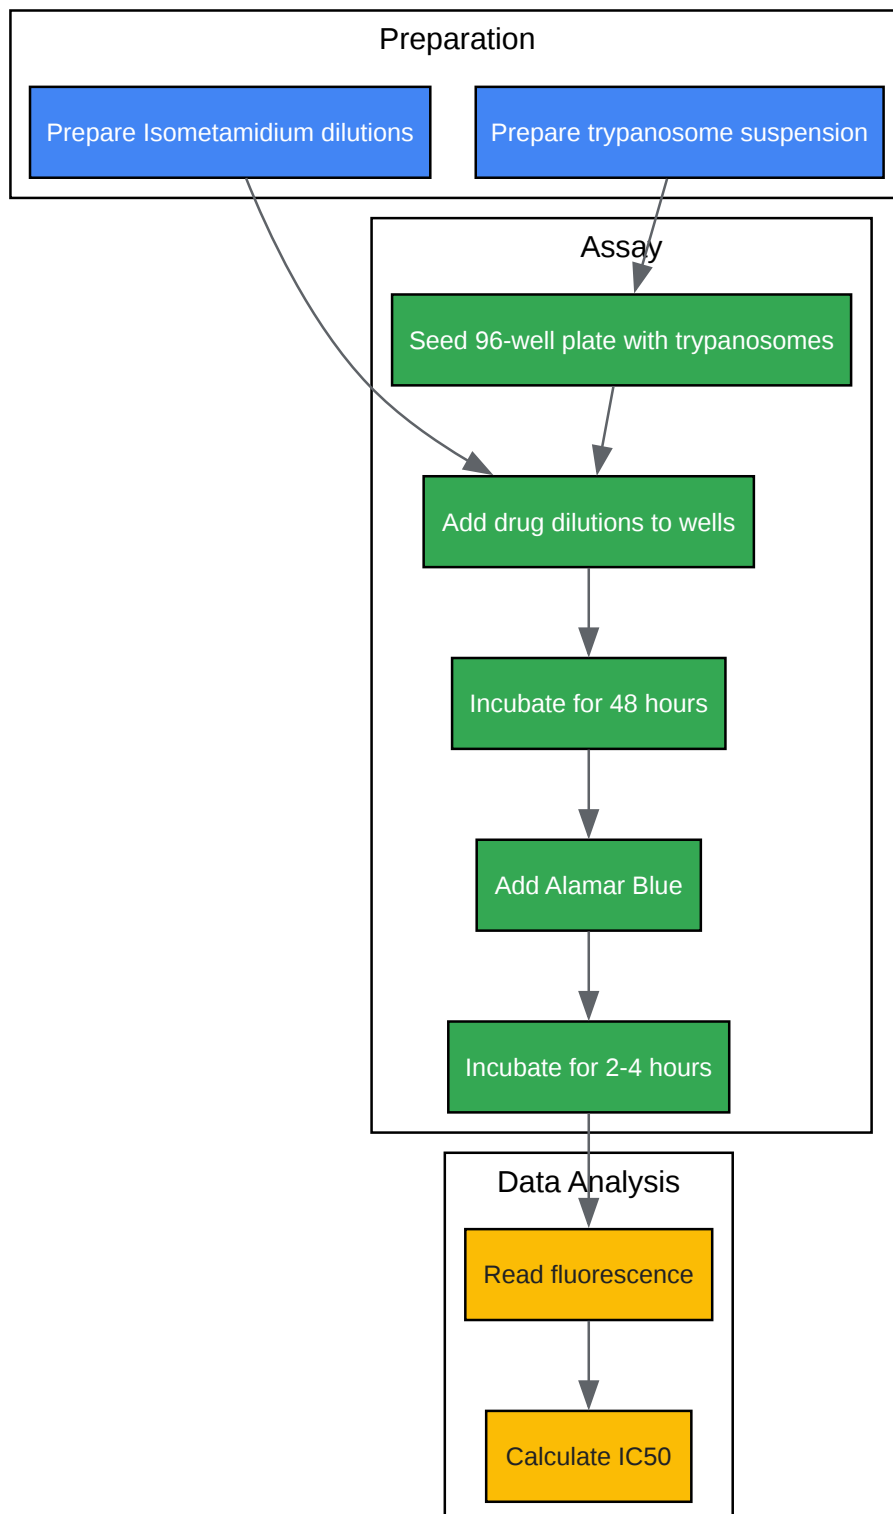 Preparation
Prepare Isometamidium dilutions
Prepare trypanosome suspension
Assay
Seed 96-well plate with trypanosomes
Add drug dilutions to wells
Incubate for 48 hours
Add Alamar Blue
Incubate for 2-4 hours
Data Analysis
Read fluorescence
Calculate IC50